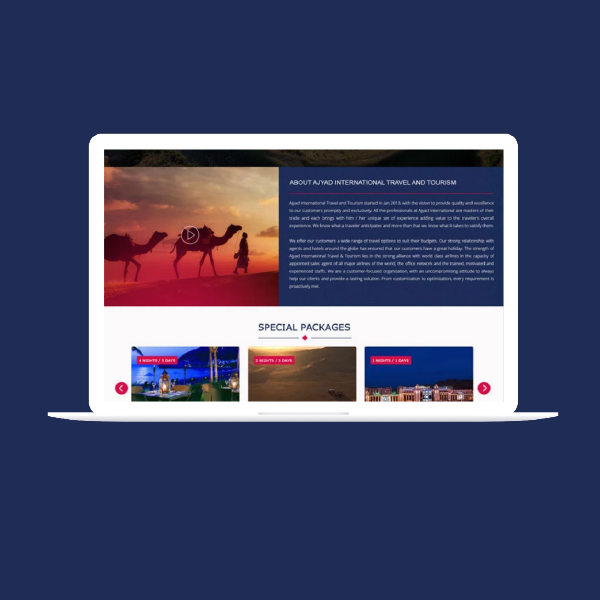 ABOUT AJYAD INTERNATIONAL TRAVEL AND TOURISM
Ajyad International Travel and Tourism started in Jan 2013, with the vision to provide quality and excellence
to our customers promptly and exclusively. All the professionals at Ajyad International are masters of their
trade and each brings with him / her unique set of experience adding value to the traveler's overall
experience. We know what a traveler anticipates and more than that we know what it takes to satisfy them.
We offer our customers a wide range of travel options to suit their budgets. Our strong relationship with
agents and hotels around the globe has ensured that our customers have a great holiday. The strength of
Ajyad International Travel & Tourism lies in the strong alliance with world class airlines in the capacity of
appointed sales agent of all major airlines of the world, the office network and the trained, motivated and
experienced staffs. We are a customer-focused organization, with an uncompromising attitude to always
help our clients and provide a lasting solution. From customization to optimization, every requirement is
proactively met.
SPECIAL PACKAGES
NIGHTS / DAYS
NIGHTS / DAYS
NIGHTS / DAYS